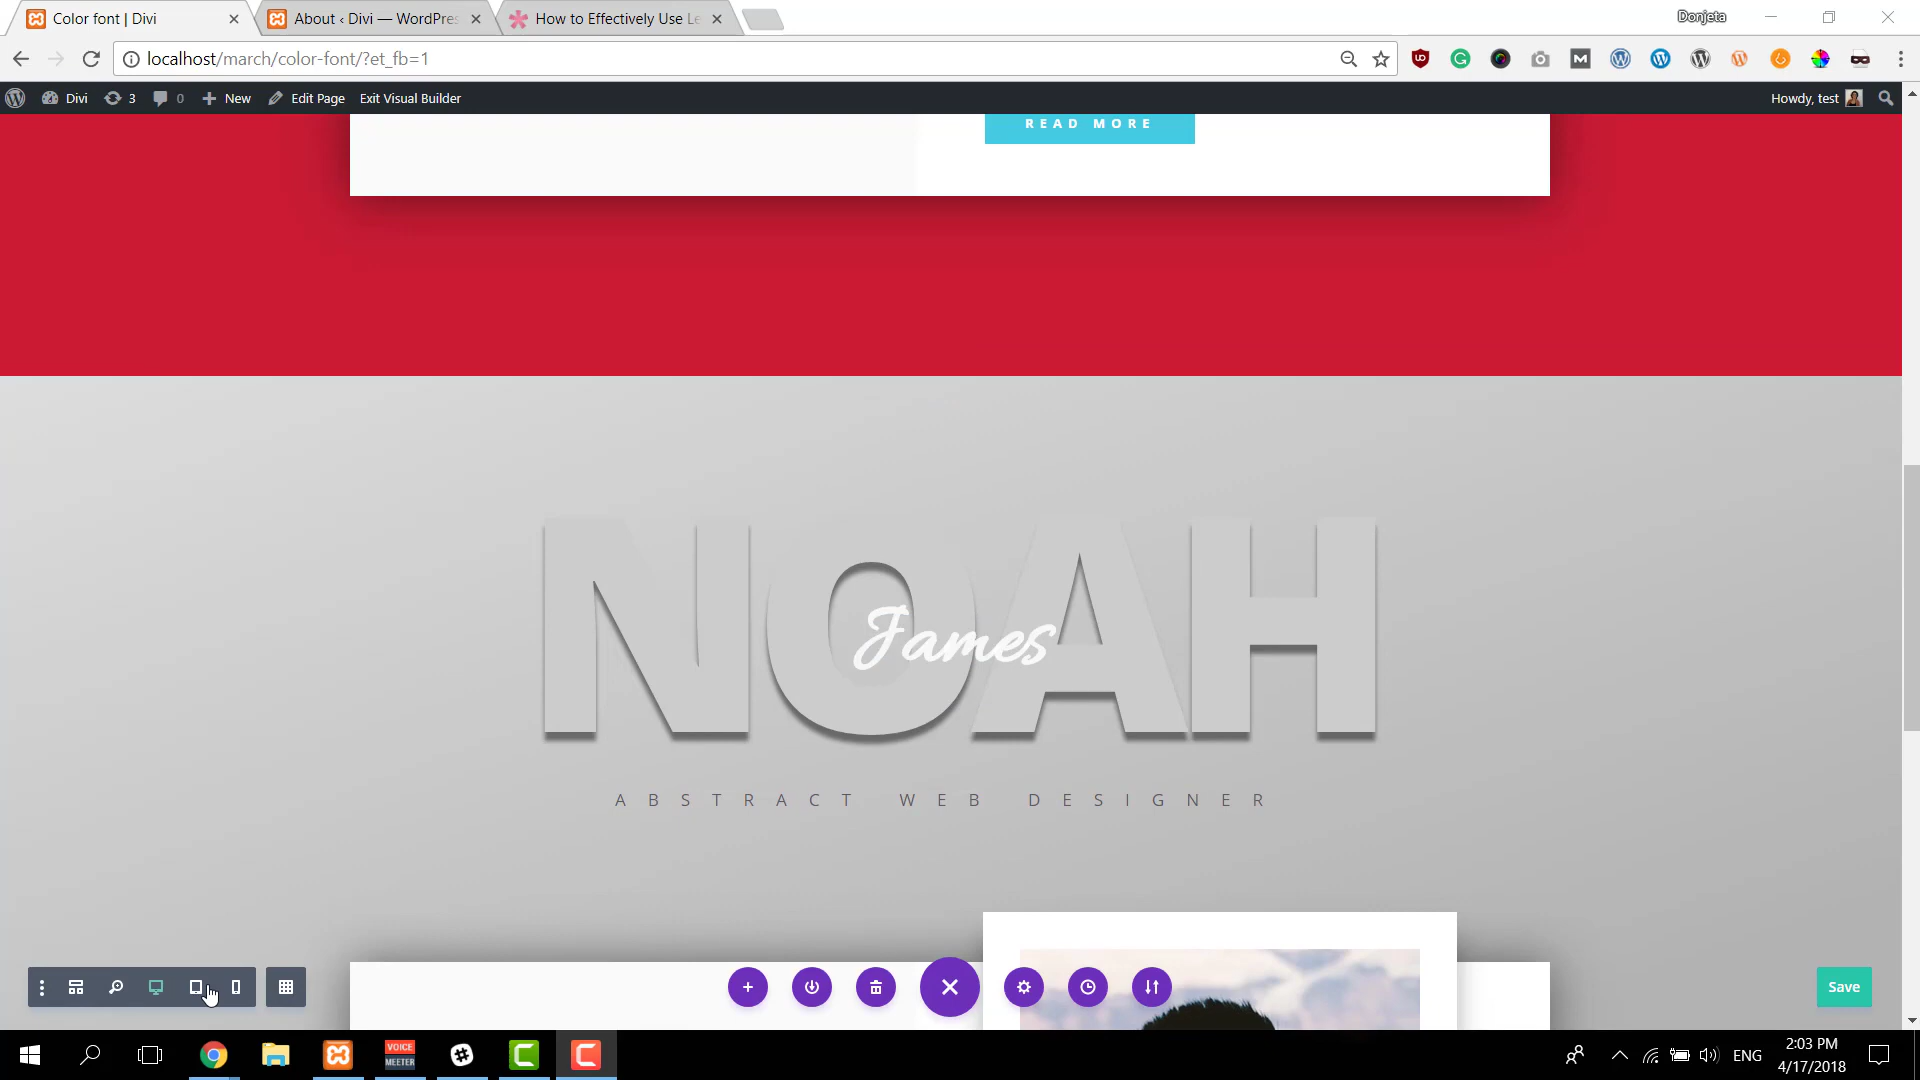 Color font | Divi
About ‹ Divi — WordPres
How to Effectively Use Le
Donjeta
localhost/march/color-font/?et_fb=1
Divi 3 0 New Edit Page Exit Visual Builder
Howdy, test
READ MORE
NOAH
James
ABSTRACT WEB DESIGNER
Save
VOICE
MEETER
ENG
2:03 PM
4/17/2018